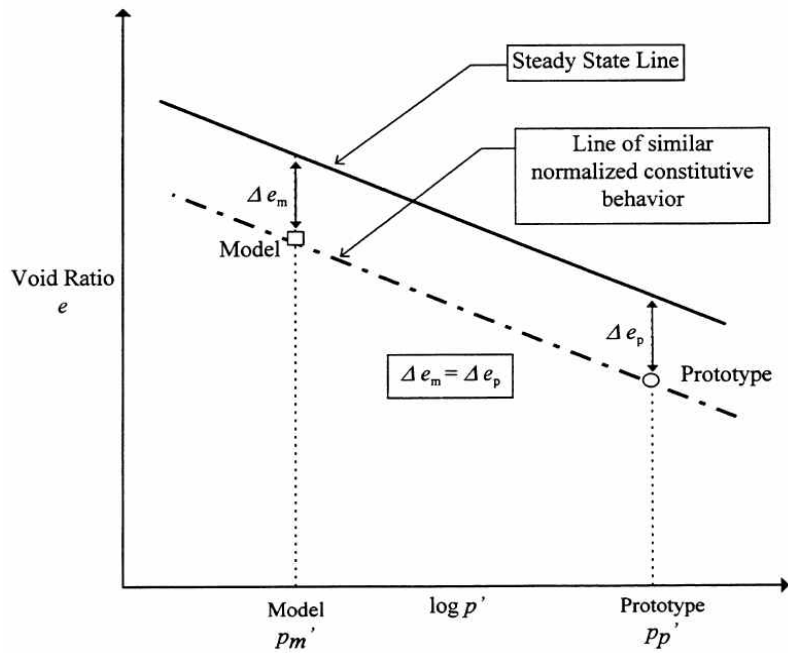 Steady State Line
Line of similar
normalized constitutive
behavior
Δ e_m
Model
Void Ratio
e
Δ e_p
Δ e_m = Δ e_p
Prototype
Model
log p'
Prototype
p_m'
p_p'